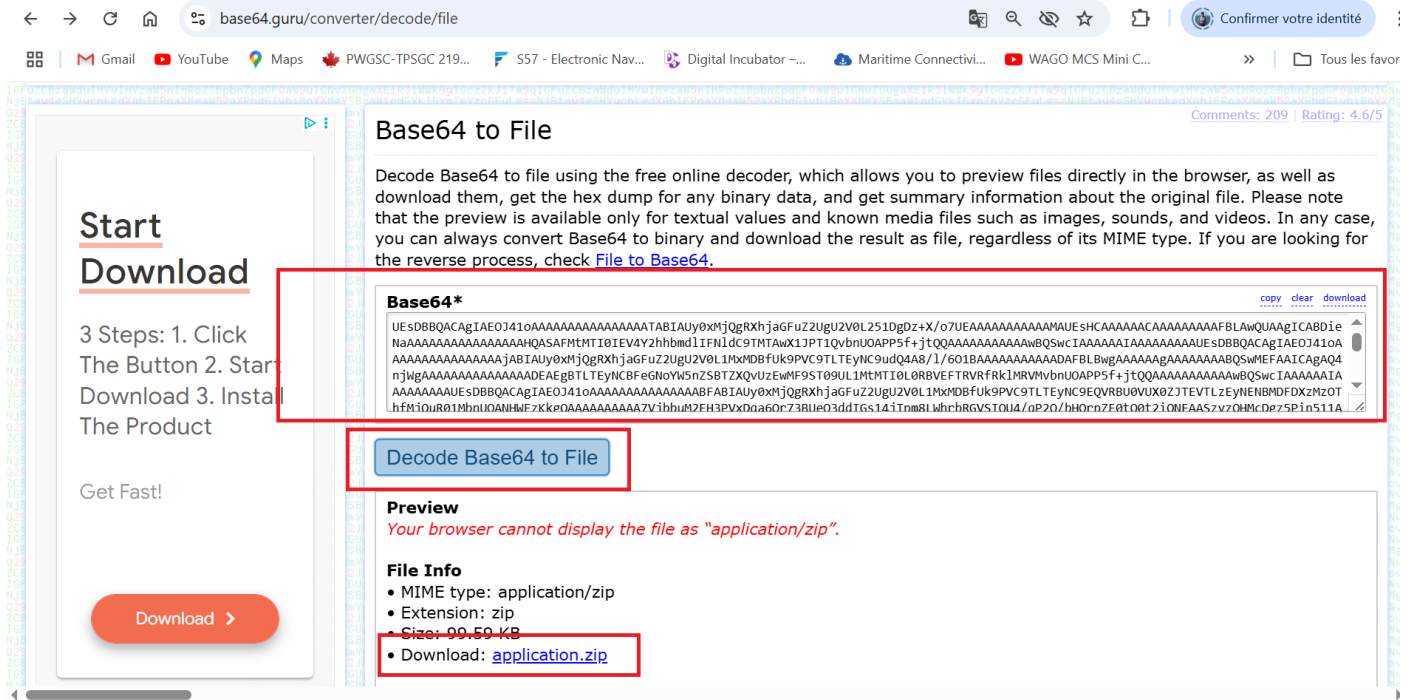 base64.guru/converter/decode/file
Confirmer votre identité
Gmail
YouTube
Maps
PWGSC-TPSGC 219...
S57 - Electronic Nav...
Digital Incubator –...
Maritime Connectivi...
WAGO MCS Mini C...
»
Tous les favor
Start
Download
3 Steps: 1. Click
The Button 2. Start
Download 3. Install
The Product
Get Fast!
Download
Base64 to File
Comments: 209 | Rating: 4.6/5
Decode Base64 to file using the free online decoder, which allows you to preview files directly in the browser, as well as
download them, get the hex dump for any binary data, and get summary information about the original file. Please note
that the preview is available only for textual values and known media files such as images, sounds, and videos. In any case,
you can always convert Base64 to binary and download the result as file, regardless of its MIME type. If you are looking for
the reverse process, check File to Base64.
Base64*
copy clear download
Decode Base64 to File
Preview
Your browser cannot display the file as “application/zip”.
File Info
• MIME type: application/zip
• Extension: zip
• Size: 99.59 KB
• Download: application.zip